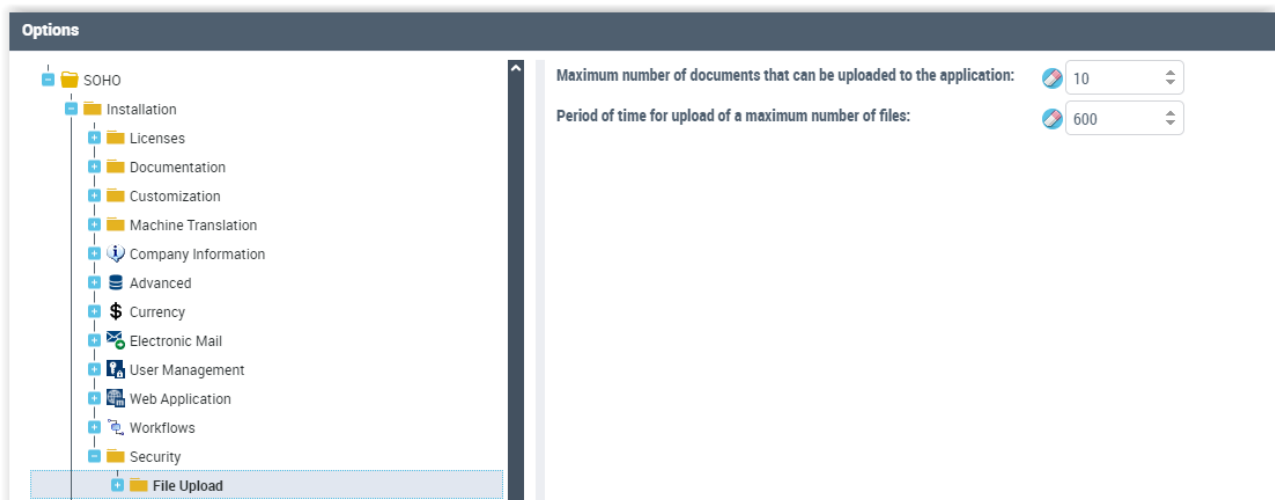 Options
SOHO
Installation
Licenses
Documentation
Customization
Machine Translation
Company Information
Advanced
Currency
Electronic Mail
User Management
Web Application
Workflows
Security
File Upload
Maximum number of documents that can be uploaded to the application: 10
Period of time for upload of a maximum number of files: 600